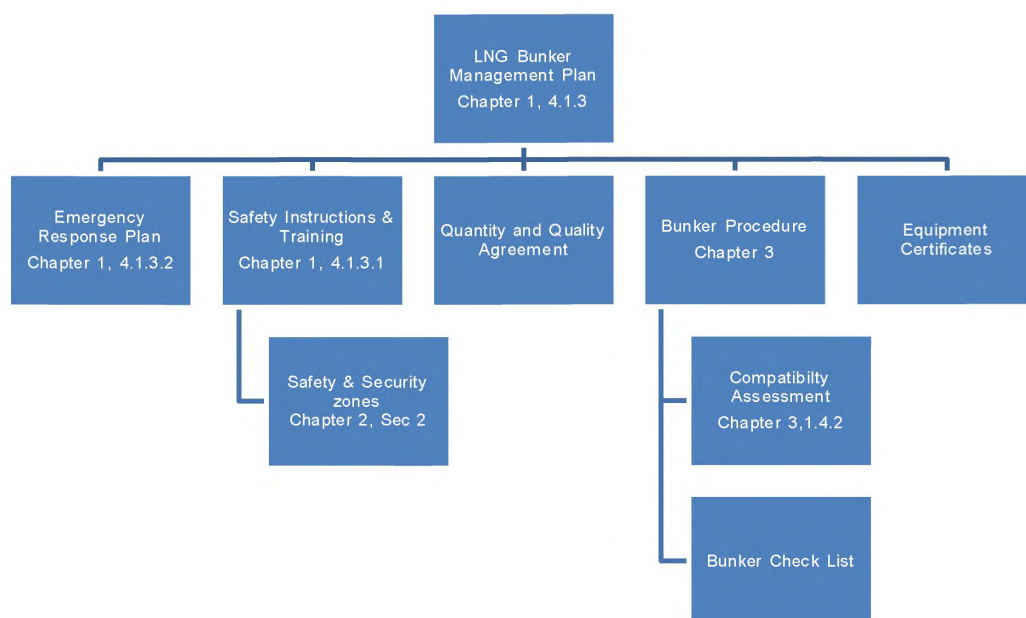 LNG Bunker
Management Plan
Chapter 1, 4.1.3
Emergency
Response Plan
Chapter 1, 4.1.3.2
Safety Instructions &
Training
Chapter 1, 4.1.3.1
Quantity and Quality
Agreement
Bunker Procedure
Chapter 3
Equipment
Certificates
Safety & Security
zones
Chapter 2, Sec 2
Compatibilty
Assessment
Chapter 3,1.4.2
Bunker Check List